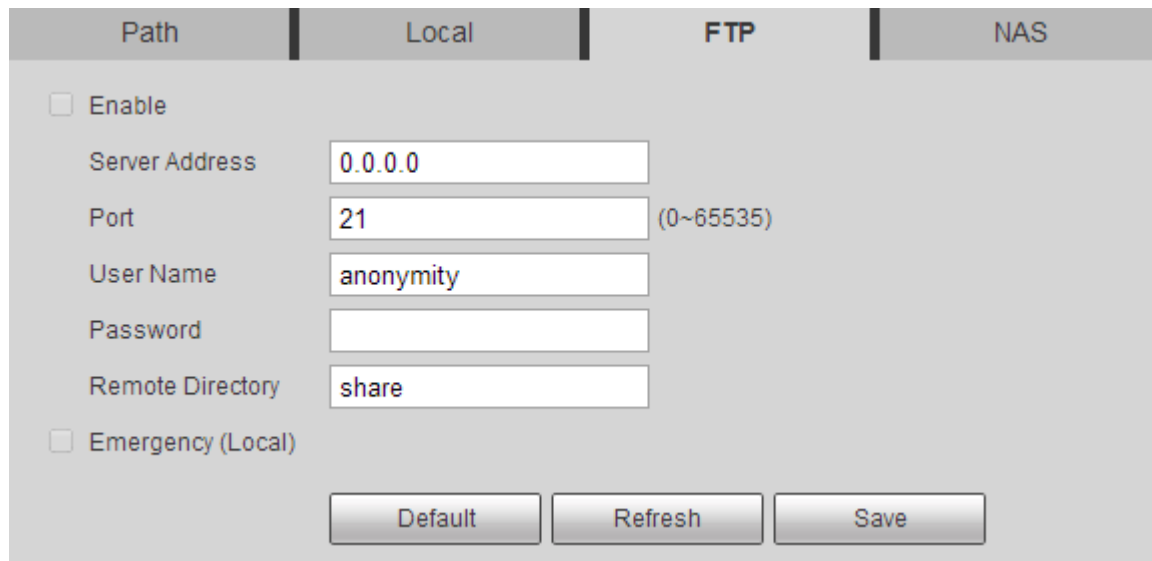 Path Local FTP NAS
Enable
Server Address 0.0.0.0
Port 21 (0~65535)
User Name anonymity
Password
Remote Directory share
Emergency (Local)
Default Refresh Save